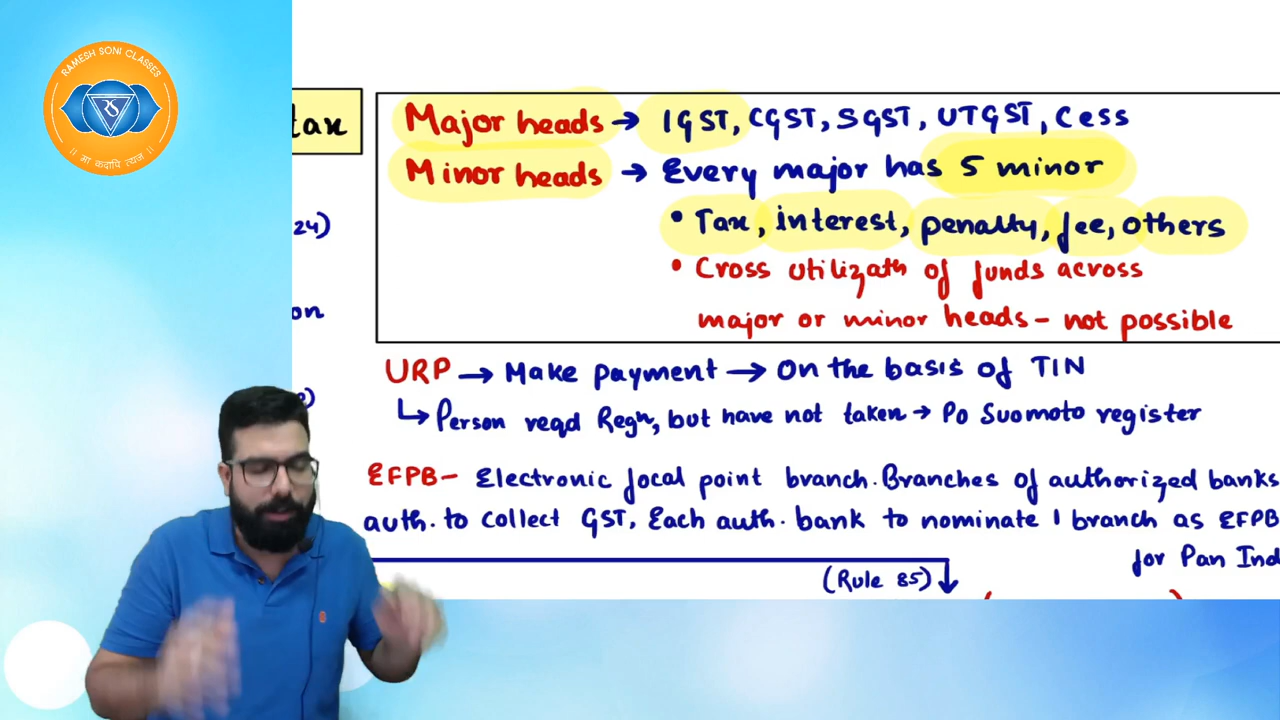 RAMESH SONI CLASSES
॥ मा कदापि त्यज ॥
tax
Major heads → IGST, CGST, SGST, UTGST, Cess
Minor heads → Every major has 5 minor
• Tax, interest, penalty, fee, others
24)
• Cross utilizatn of funds across
on
major or minor heads - not possible
URP → Make payment → On the basis of TIN
e)
↳ Person reqd Regn, but have not taken → PO Suomoto register
EFPB - Electronic focal point branch. Branches of authorized banks
auth. to collect GST. Each auth. bank to nominate 1 branch as EFPB
for Pan Ind
(Rule 85)